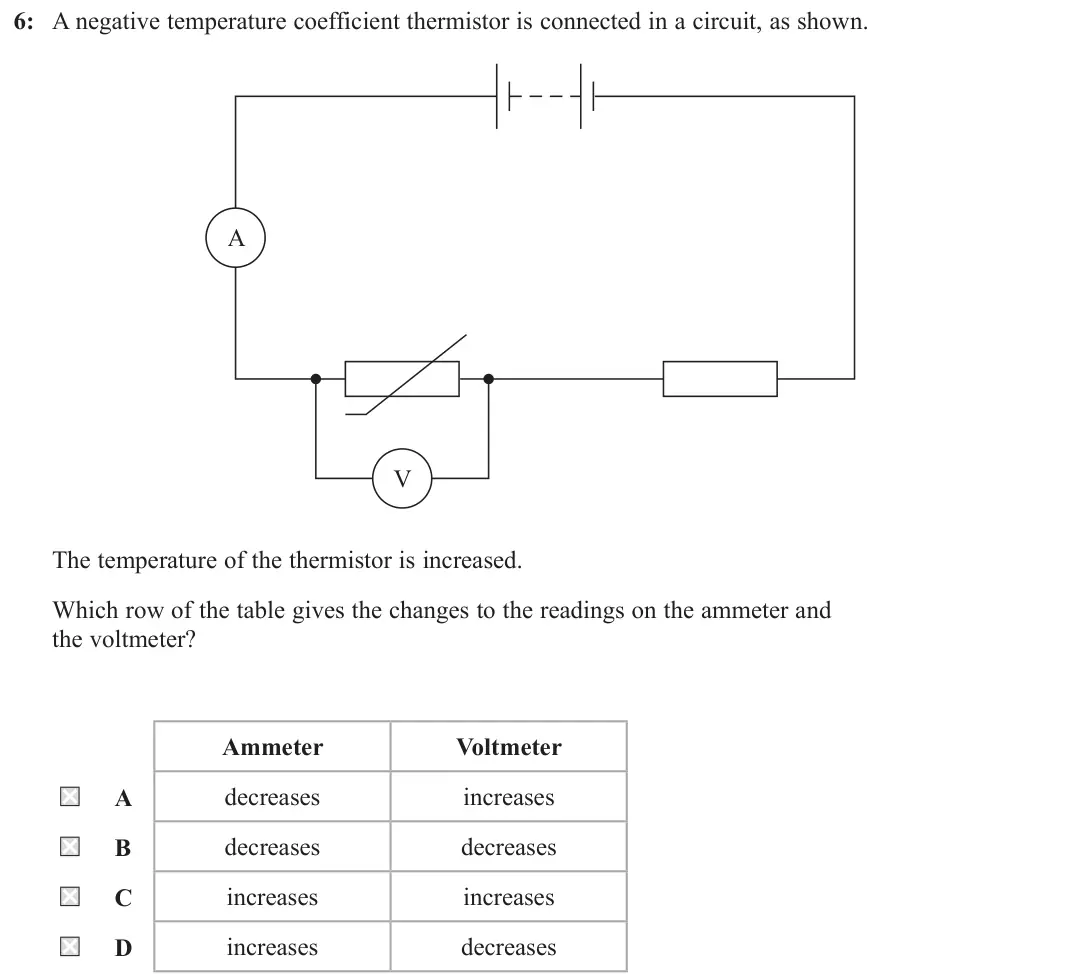 6: A negative temperature coefficient thermistor is connected in a circuit, as shown.
A
V
The temperature of the thermistor is increased.
Which row of the table gives the changes to the readings on the ammeter and
the voltmeter?
Ammeter Voltmeter
A decreases increases
B decreases decreases
C increases increases
D increases decreases